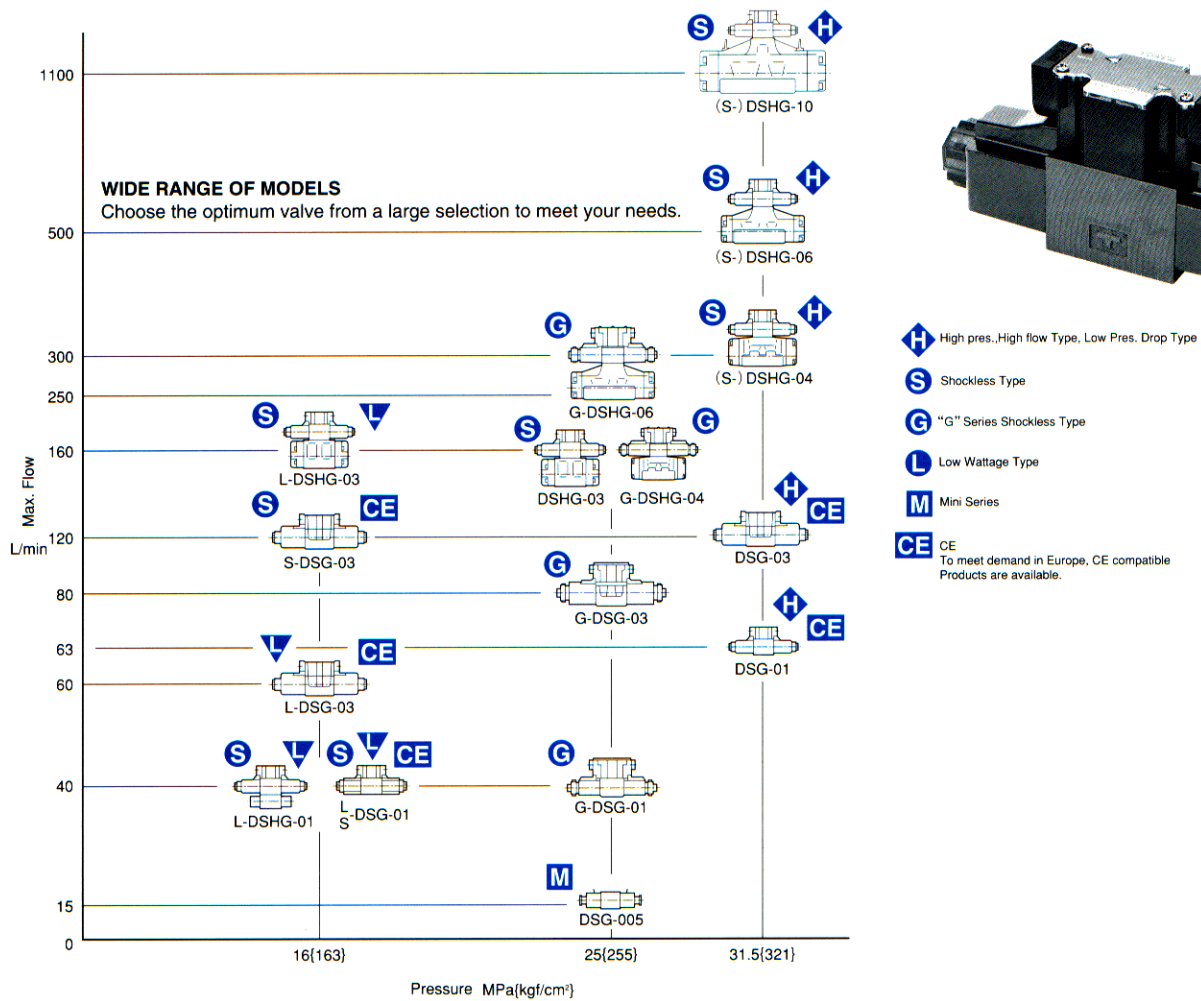 S
H
1100
(S-) DSHG-10
WIDE RANGE OF MODELS
Choose the optimum valve from a large selection to meet your needs.
S
H
500
(S-) DSHG-06
G
S
H
300
(S-) DSHG-04
250
G-DSHG-06
S
L
160
L-DSHG-03
S
G
DSHG-03
G-DSHG-04
Max. Flow
L/min
S
CE
120
S-DSG-03
H
CE
DSG-03
G
80
G-DSG-03
H
CE
63
DSG-01
L
CE
60
L-DSG-03
S
L
S
L
CE
G
40
L-DSHG-01
L
S -DSG-01
G-DSG-01
M
15
DSG-005
0
16{163}
25{255}
31.5{321}
Pressure MPa{kgf/cm²}
H High pres.,High flow Type, Low Pres. Drop Type
S Shockless Type
G "G" Series Shockless Type
L Low Wattage Type
M Mini Series
CE CE
To meet demand in Europe, CE compatible
Products are available.